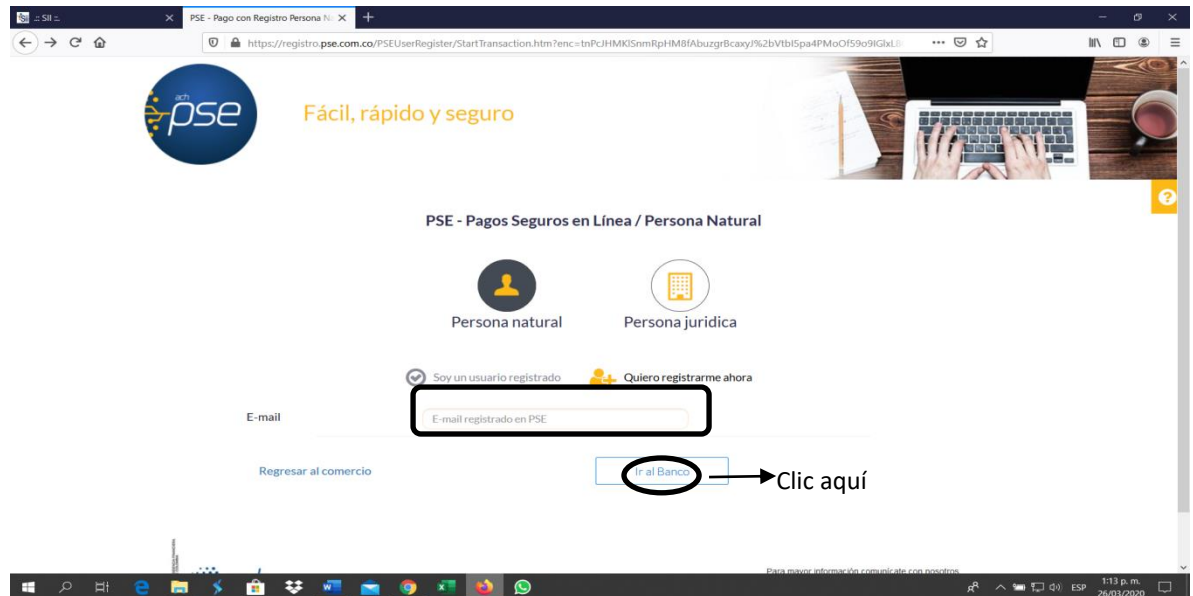 .:: SII ::.
PSE - Pago con Registro Persona N
https://registro.pse.com.co/PSEUserRegister/StartTransaction.htm?enc=
ach
pse
Fácil, rápido y seguro
?
PSE - Pagos Seguros en Línea / Persona Natural
Persona natural Persona juridica
Soy un usuario registrado Quiero registrarme ahora
E-mail E-mail registrado en PSE
Regresar al comercio Ir al Banco Clic aquí
Para mayor información comunícate con nosotros
ESP 1:13 p. m.
26/03/2020